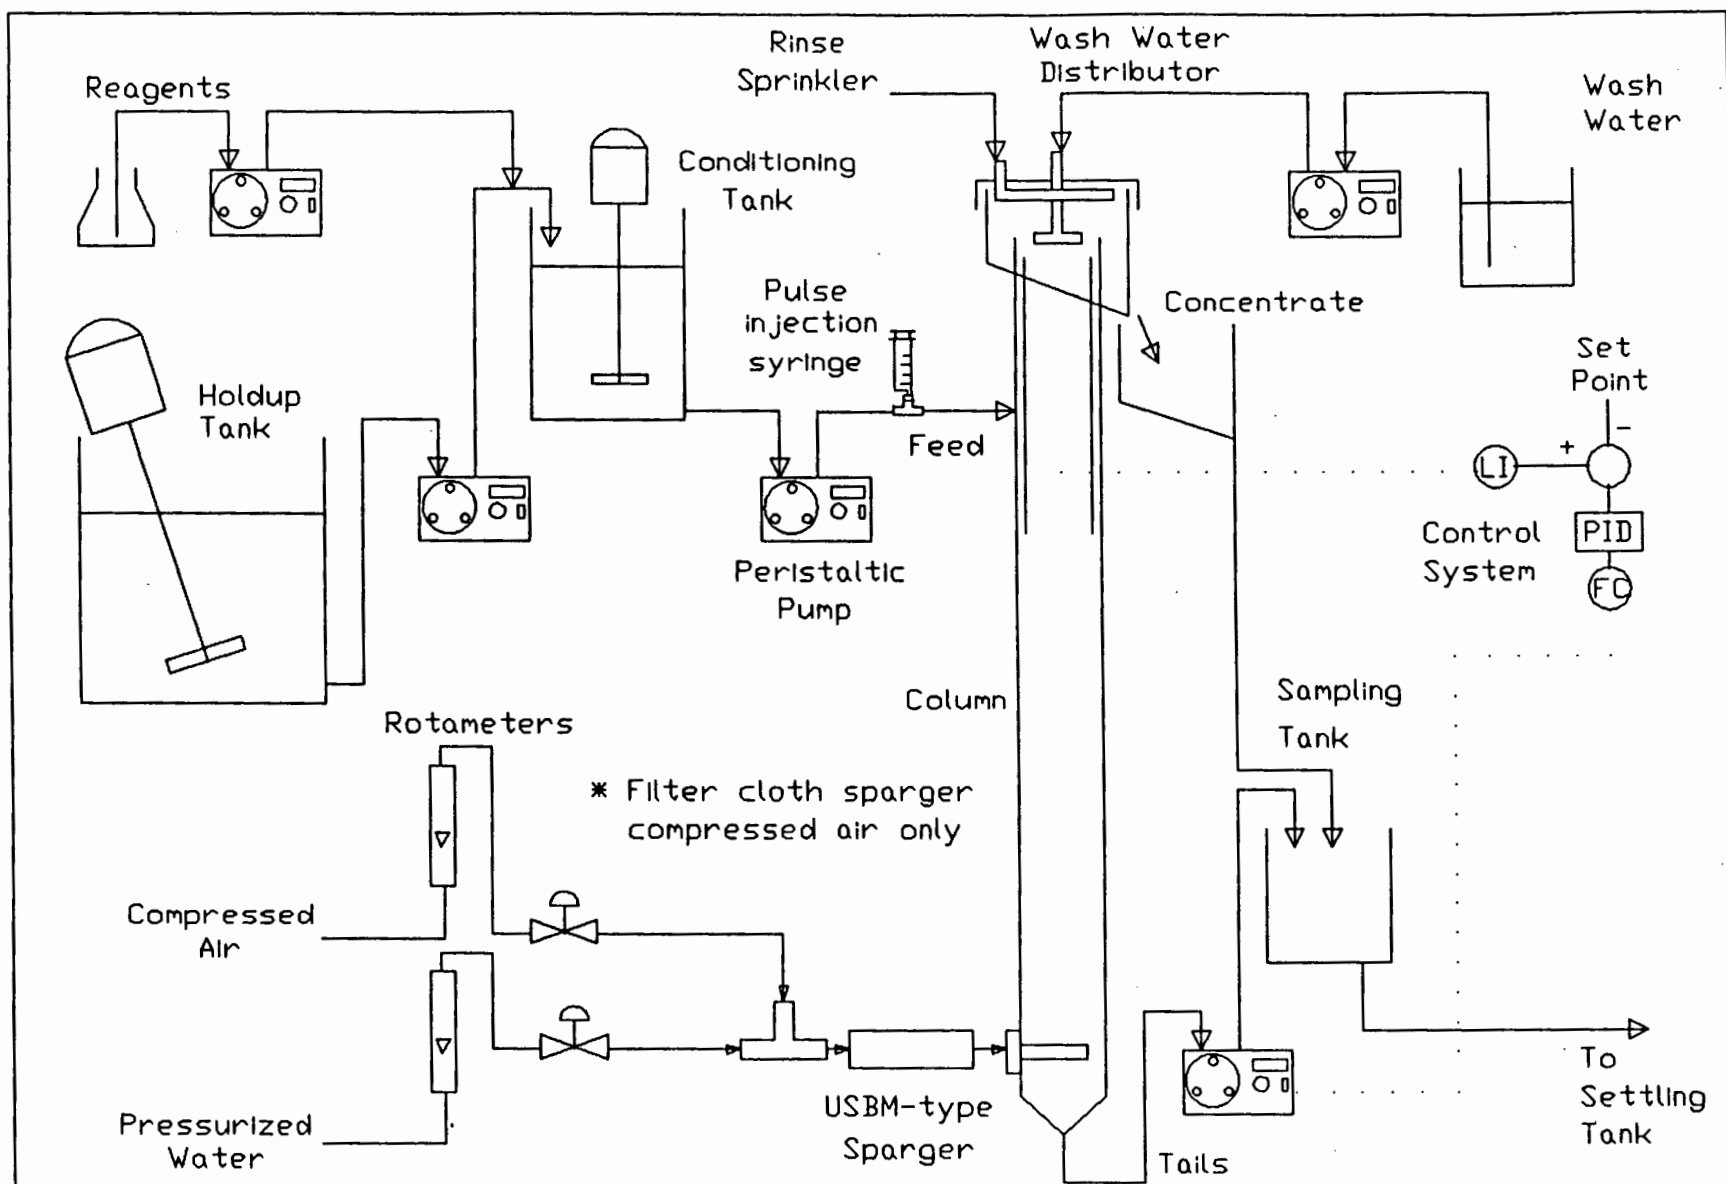 Reagents
Rinse
Sprinkler
Wash Water
Distributor
Wash
Water
Conditioning
Tank
Pulse
injection
syringe
Concentrate
Holdup
Tank
Feed
Set
Point
+
-
LI
PID
FC
Control
System
Peristaltic
Pump
Column
Sampling
Tank
Rotameters
* Filter cloth sparger
compressed air only
Compressed
Air
Pressurized
Water
USBM-type
Sparger
Tails
To
Settling
Tank